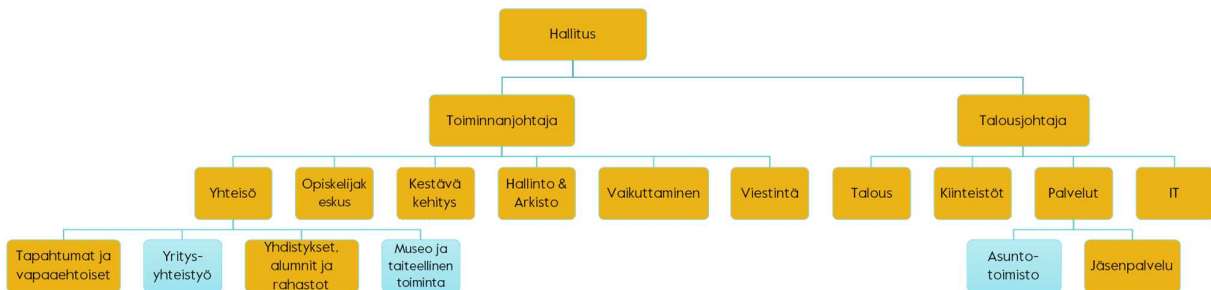 Hallitus
Toiminnanjohtaja
Talousjohtaja
Yhteisö
Opiskelijak
eskus
Kestävä
kehitys
Hallinto &
Arkisto
Vaikuttaminen
Viestintä
Talous
Kiinteistöt
Palvelut
IT
Tapahtumat ja
vapaaehtoiset
Yritys-
yhteistyö
Yhdistykset,
alumnit ja
rahastot
Museo ja
taiteellinen
toiminta
Asunto-
toimisto
Jäsenpalvelu